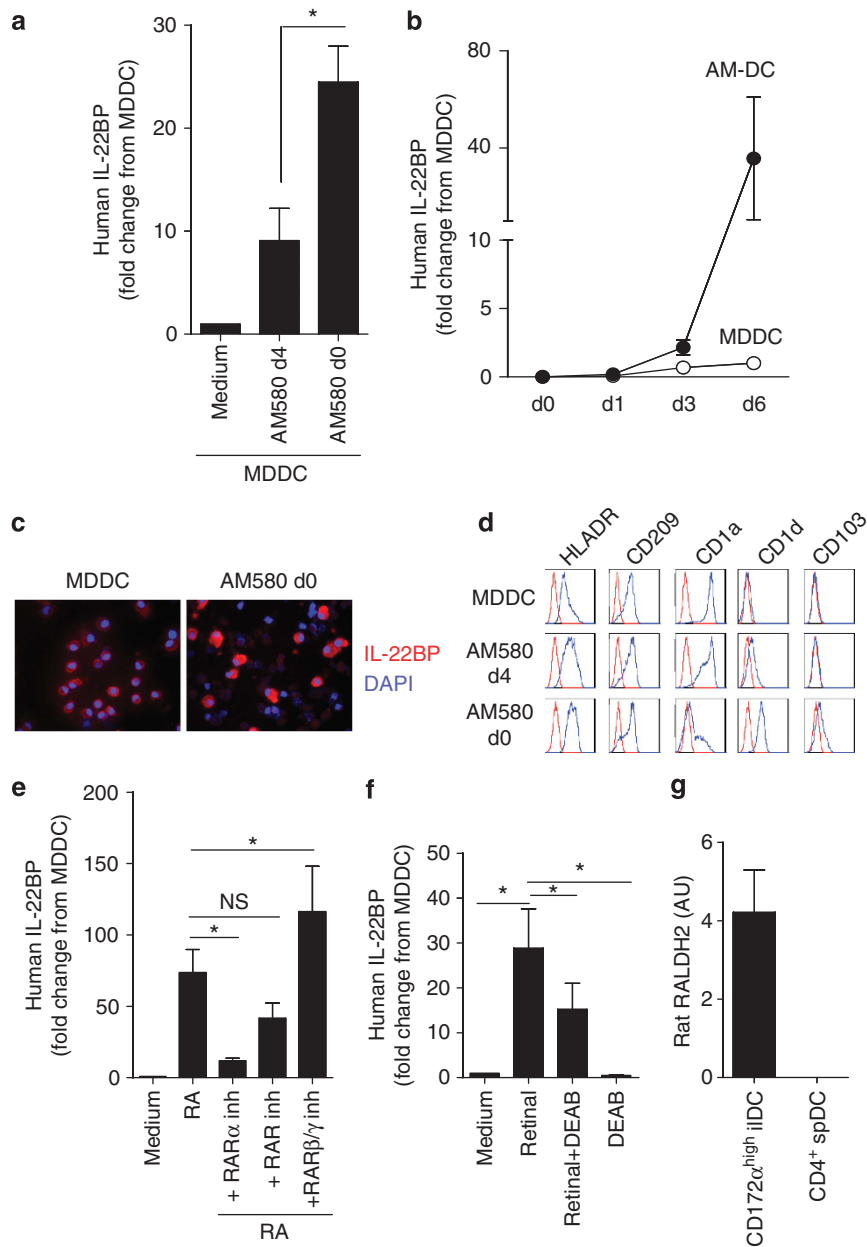 a
Human IL-22BP
(fold change from MDDC)
30
20
10
0
*
Medium
AM580 d4
AM580 d0
MDDC
b
Human IL-22BP
(fold change from MDDC)
80
40
10
5
0
AM-DC
MDDC
d0 d1 d3 d6
c
MDDC
AM580 d0
IL-22BP
DAPI
d
HLADR
CD209
CD1a
CD1d
CD103
MDDC
AM580
d4
AM580
d0
e
Human IL-22BP
(fold change from MDDC)
200
150
100
50
0
*
NS
*
Medium
RA
+ RARα inh
+ RAR inh
+RARβ/γ inh
RA
f
Human IL-22BP
(fold change from MDDC)
50
40
30
20
10
0
*
*
*
Medium
Retinal
Retinal+DEAB
DEAB
g
Rat RALDH2 (AU)
6
4
2
0
CD172α^high iIDC
CD4⁺ spDC